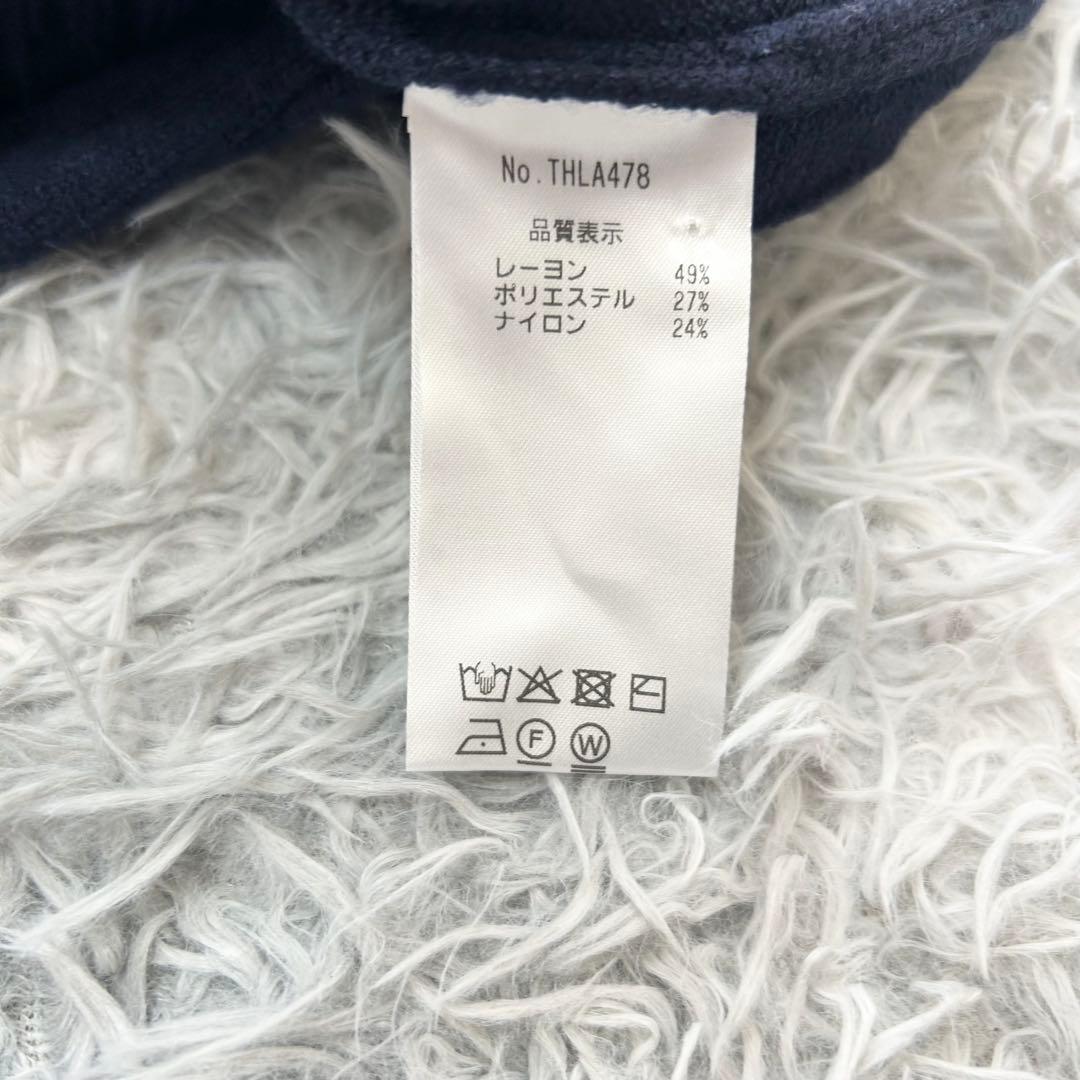 No.THLA478
品質表示
レーヨン 49%
ポリエステル 27%
ナイロン 24%
F W